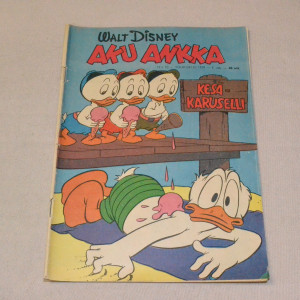 WALT DISNEY
AKU ANKKA
KESÄ
KARUSELLI